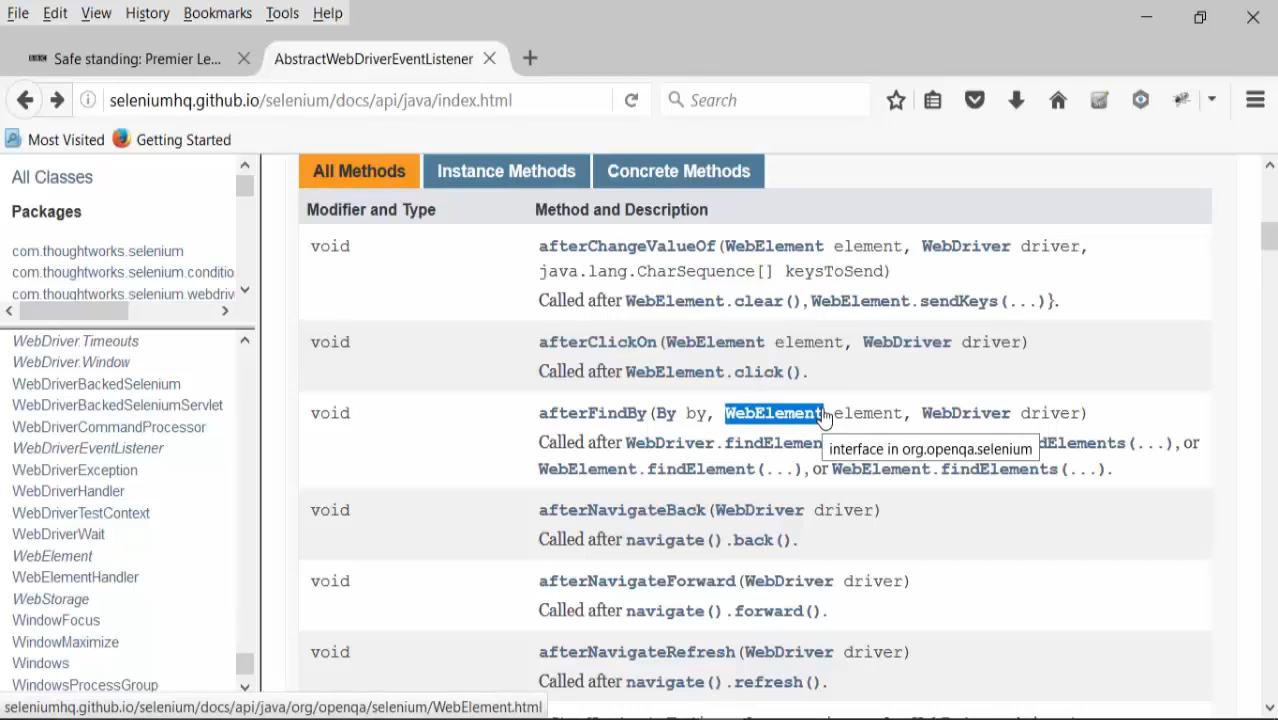 File Edit View History Bookmarks Tools Help
Safe standing: Premier Le...
AbstractWebDriverEventListener
seleniumhq.github.io/selenium/docs/api/java/index.html
Search
Most Visited Getting Started
All Classes
Packages
com.thoughtworks.selenium
com.thoughtworks.selenium.conditio
com.thoughtworks.selenium.webdriv
WebDriver.Timeouts
WebDriver.Window
WebDriverBackedSelenium
WebDriverBackedSeleniumServlet
WebDriverCommandProcessor
WebDriverEventListener
WebDriverException
WebDriverHandler
WebDriverTestContext
WebDriverWait
WebElement
WebElementHandler
WebStorage
WindowFocus
WindowMaximize
Windows
WindowsProcessGroup
All Methods Instance Methods Concrete Methods
Modifier and Type Method and Description
void afterChangeValueOf(WebElement element, WebDriver driver,
java.lang.CharSequence[] keysToSend)
Called after WebElement.clear(), WebElement.sendKeys(...)}.
void afterClickOn(WebElement element, WebDriver driver)
Called after WebElement.click().
void afterFindBy(By by, WebElement element, WebDriver driver)
Called after WebDriver.findElemen dElements(...), or
interface in org.openqa.selenium
WebElement.findElement(...), or WebElement.findElements(...).
void afterNavigateBack(WebDriver driver)
Called after navigate().back().
void afterNavigateForward(WebDriver driver)
Called after navigate().forward().
void afterNavigateRefresh(WebDriver driver)
Called after navigate().refresh().
seleniumhq.github.io/selenium/docs/api/java/org/openqa/selenium/WebElement.html